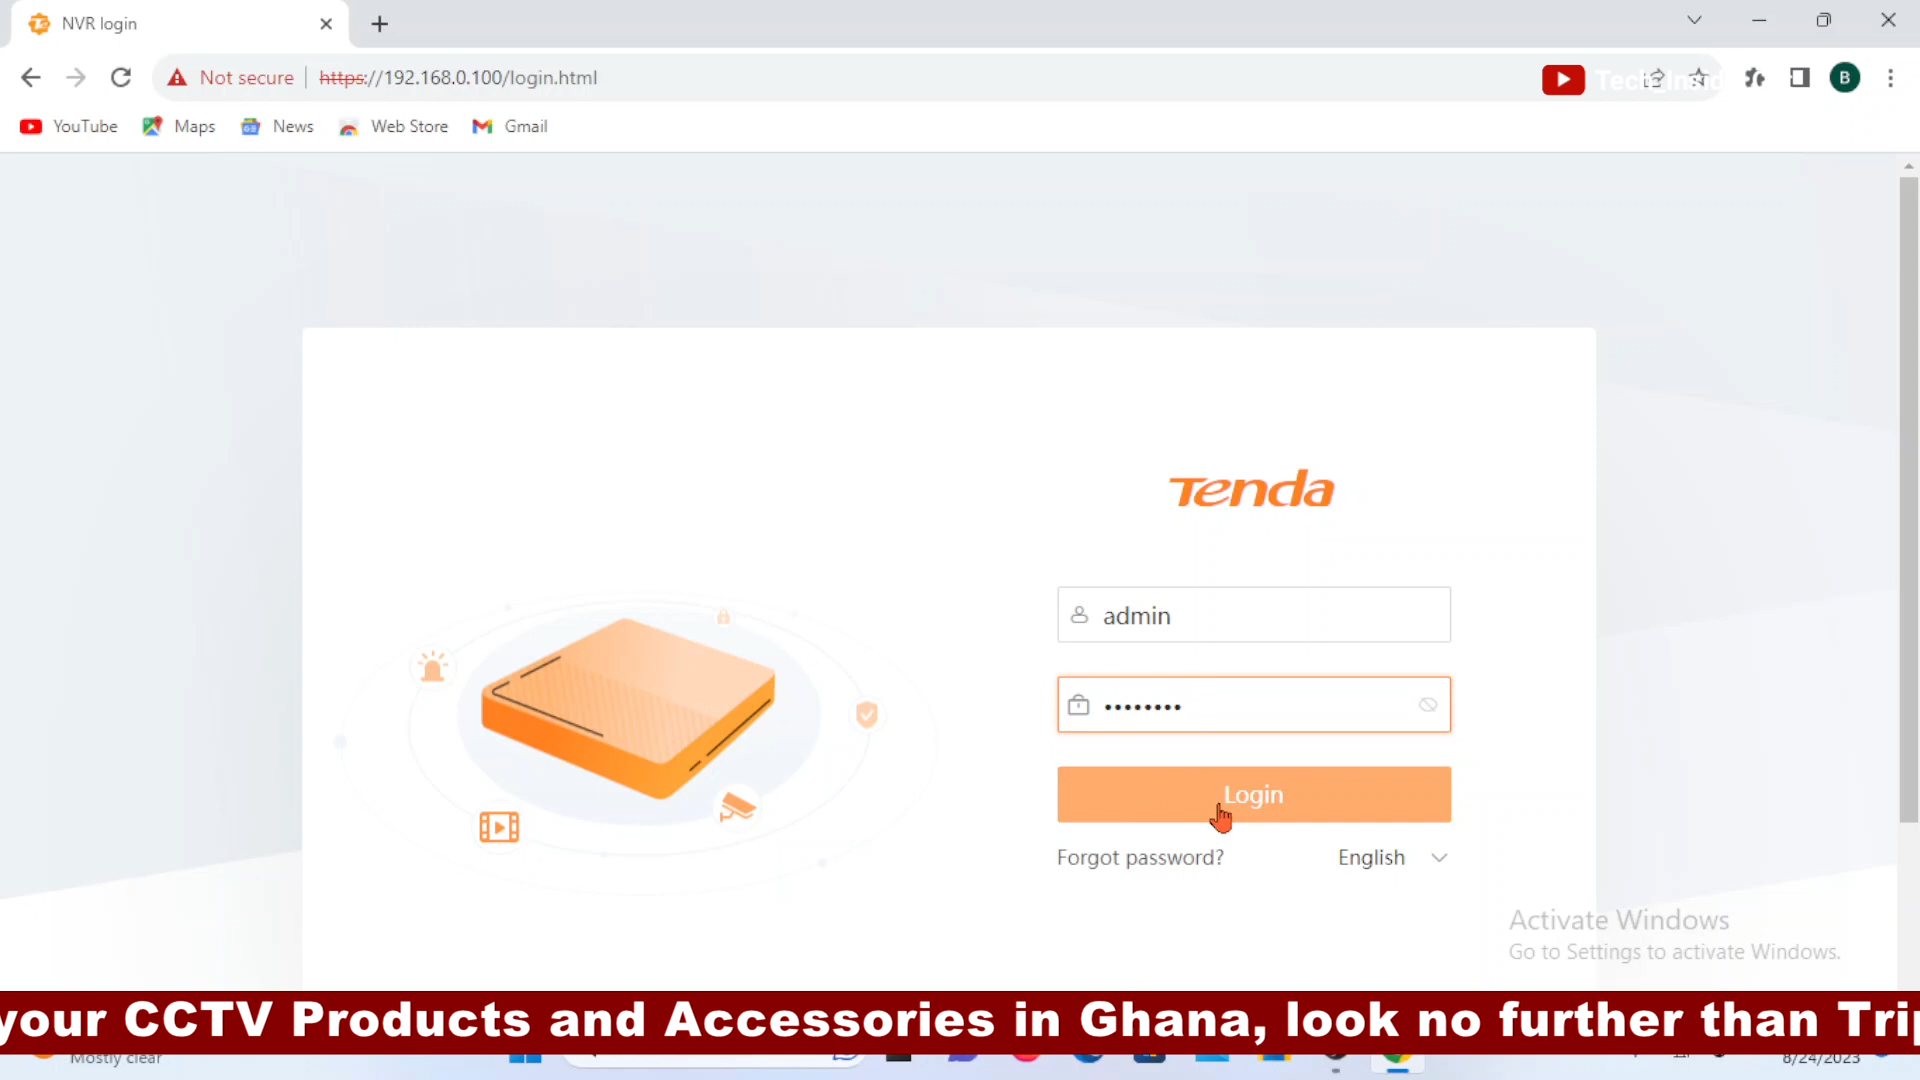 NVR login
Not secure
https://192.168.0.100/login.html
YouTube
Maps
News
Web Store
Gmail
B
Tenda
admin
Login
Forgot password?
English
Activate Windows
Go to Settings to activate Windows.
your CCTV Products and Accessories in Ghana, look no further than
Mostly clear
8/24/2023